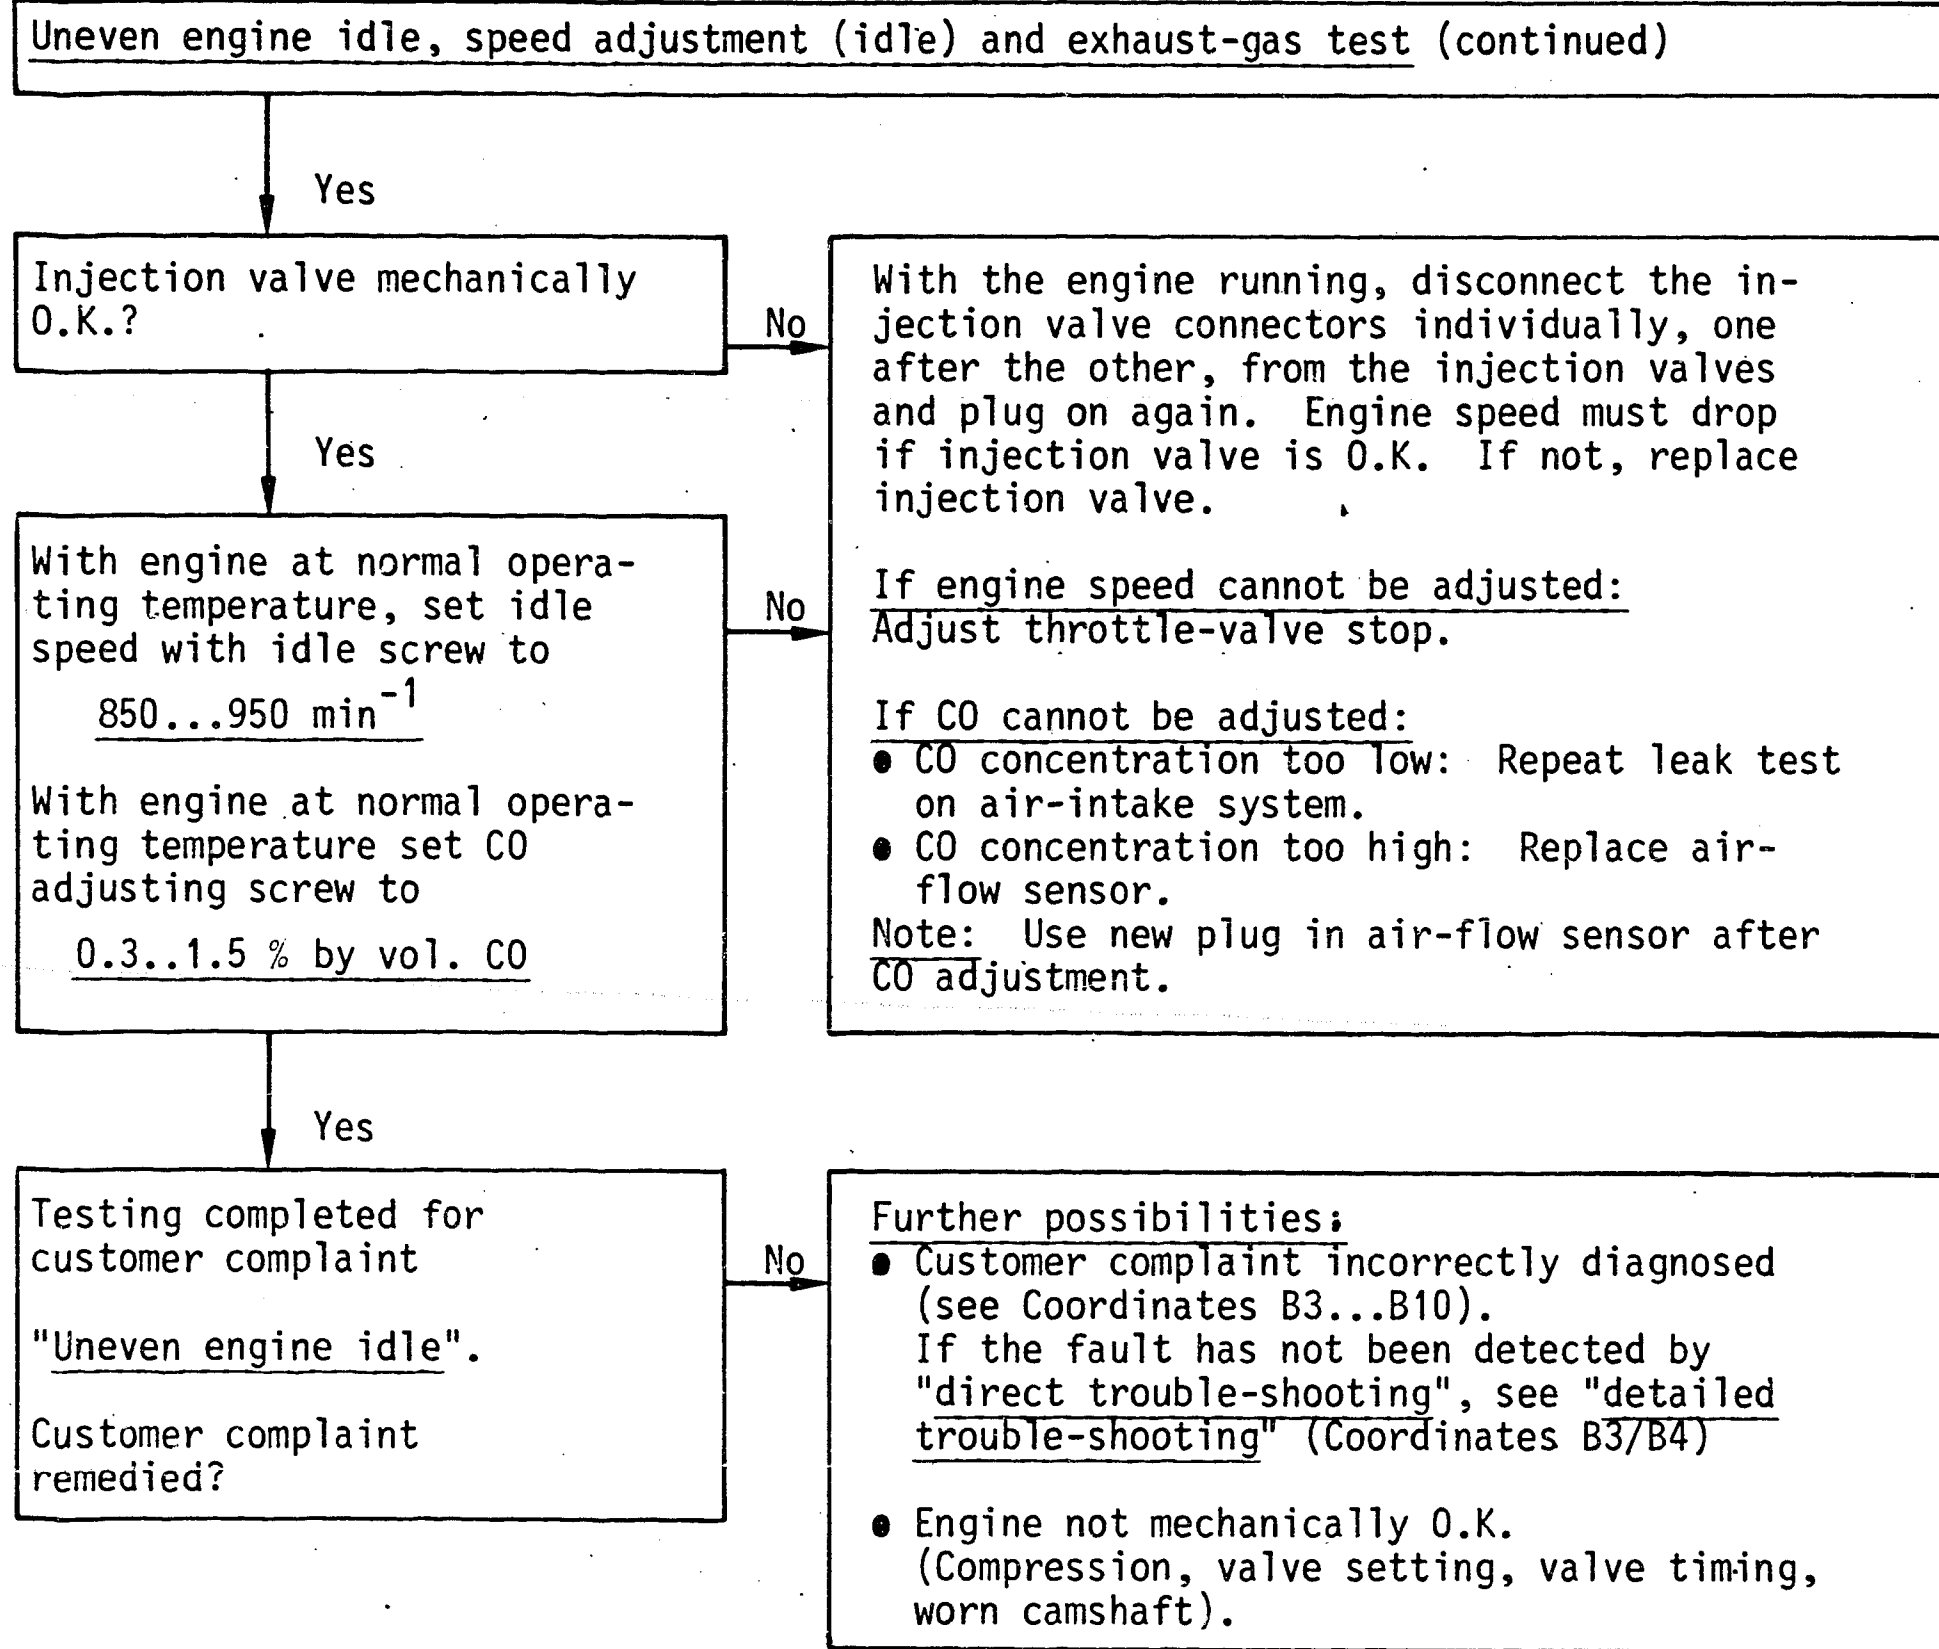 Uneven engine idle, speed adjustment (idle) and exhaust-gas test (continued)
Yes
Injection valve mechanically
O.K.?
No
Yes
With engine at normal opera-
ting temperature, set idle
speed with idle screw to
850...950 min⁻¹
With engine at normal opera-
ting temperature set CO
adjusting screw to
0.3..1.5 % by vol. CO
No
With the engine running, disconnect the in-
jection valve connectors individually, one
after the other, from the injection valves
and plug on again. Engine speed must drop
if injection valve is O.K. If not, replace
injection valve.
If engine speed cannot be adjusted:
Adjust throttle-valve stop.
If CO cannot be adjusted:
● CO concentration too low: Repeat leak test
on air-intake system.
● CO concentration too high: Replace air-
flow sensor.
Note: Use new plug in air-flow sensor after
CO adjustment.
Yes
Testing completed for
customer complaint
"Uneven engine idle".
Customer complaint
remedied?
No
Further possibilities:
● Customer complaint incorrectly diagnosed
(see Coordinates B3...B10).
If the fault has not been detected by
"direct trouble-shooting", see "detailed
trouble-shooting" (Coordinates B3/B4)
● Engine not mechanically O.K.
(Compression, valve setting, valve timing,
worn camshaft).